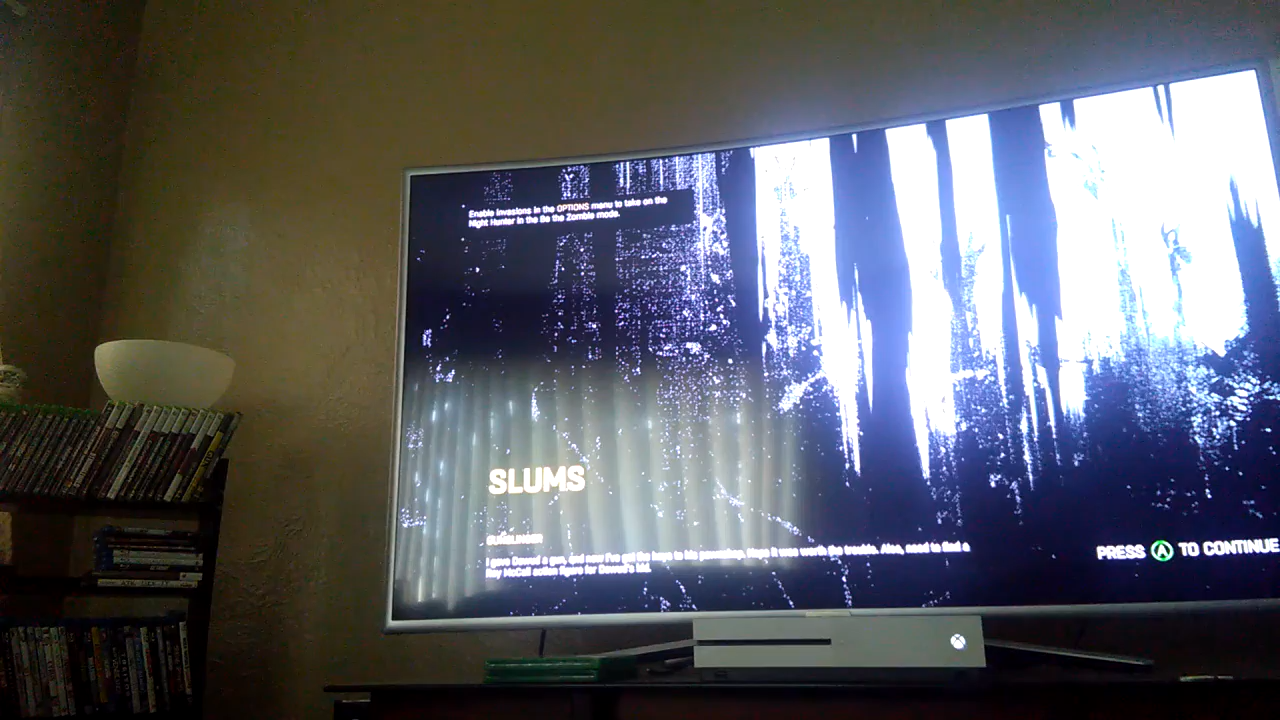 Enable invasions in the OPTIONS menu to take on the
Night Hunter in the Be the Zombie mode.
SLUMS
GUNSLINGER
I gave Dawud a gun, and now I've got the keys to his pawnshop. Hope it was worth the trouble. Also, need to find a
Ray McCall action figure for Dawud's kid.
PRESS A TO CONTINUE